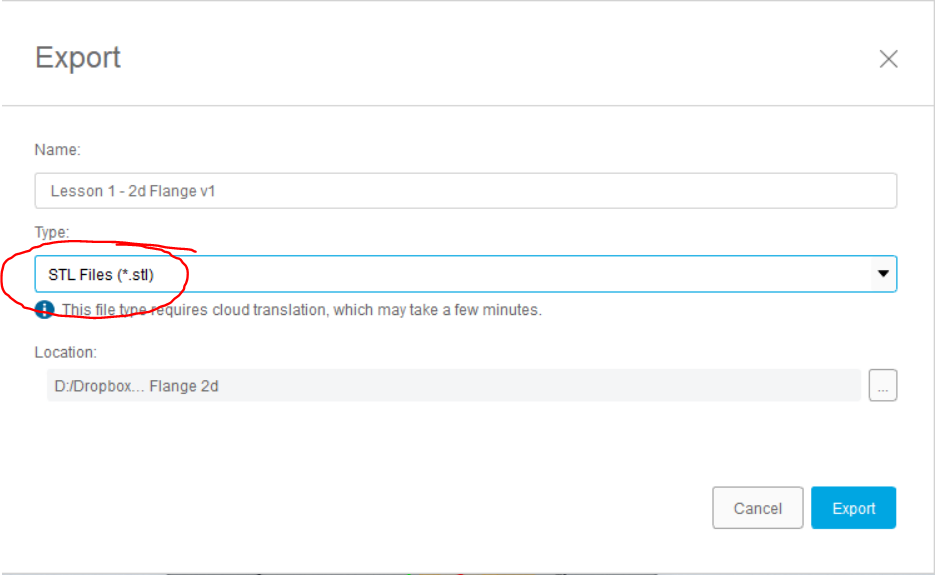 Export
Name:
Lesson 1 - 2d Flange v1
Type:
STL Files (*.stl)
This file type requires cloud translation, which may take a few minutes.
Location:
D:/Dropbox... Flange 2d
...
Cancel
Export